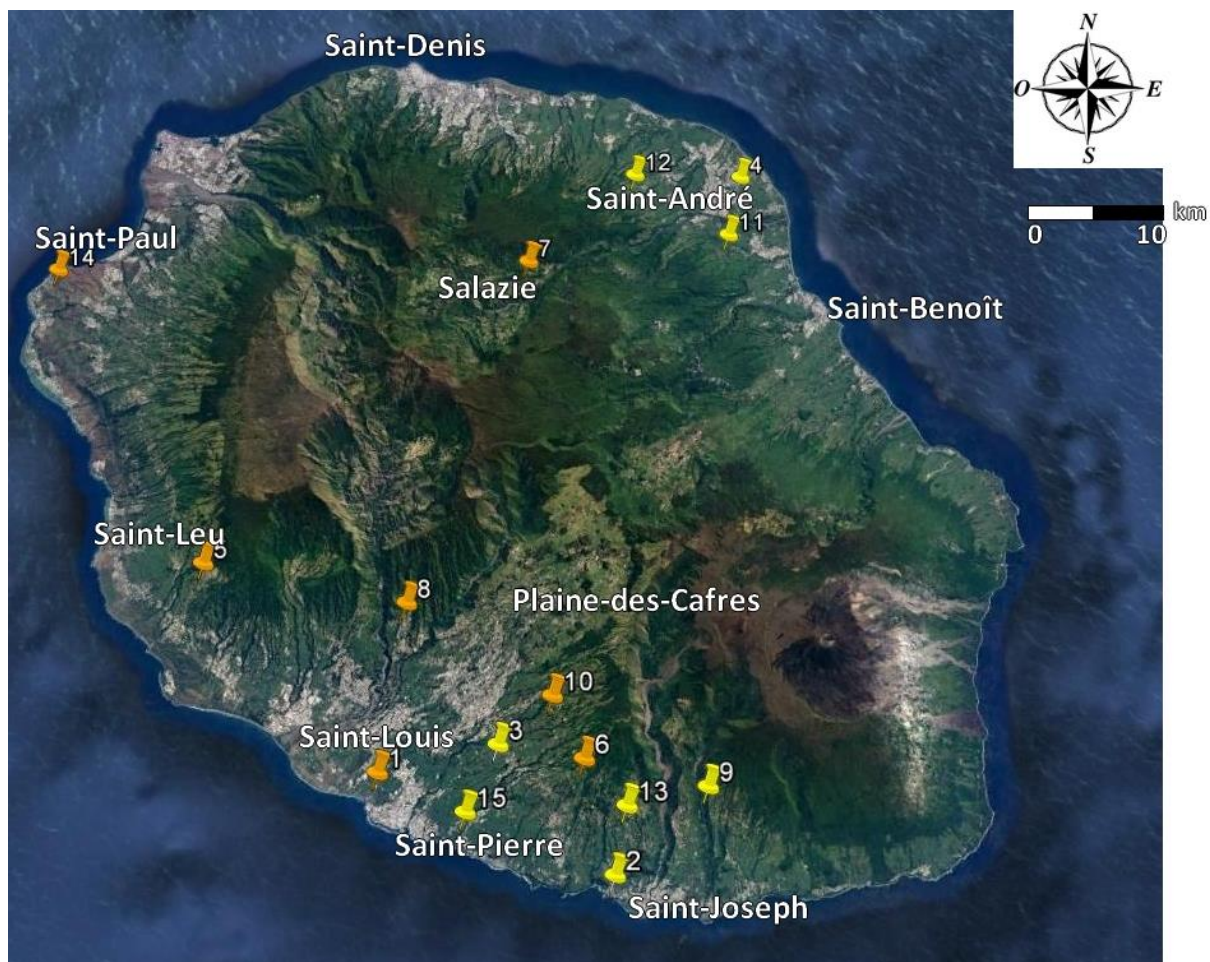 N
Saint-Denis
O E
S
12
4
Saint-André
km
11
0 10
Saint-Paul
14
7
Salazie
Saint-Benoît
Saint-Leu
5
8
Plaine-des-Cafres
10
Saint-Louis
3
6
1
9
13
15
Saint-Pierre
2
Saint-Joseph